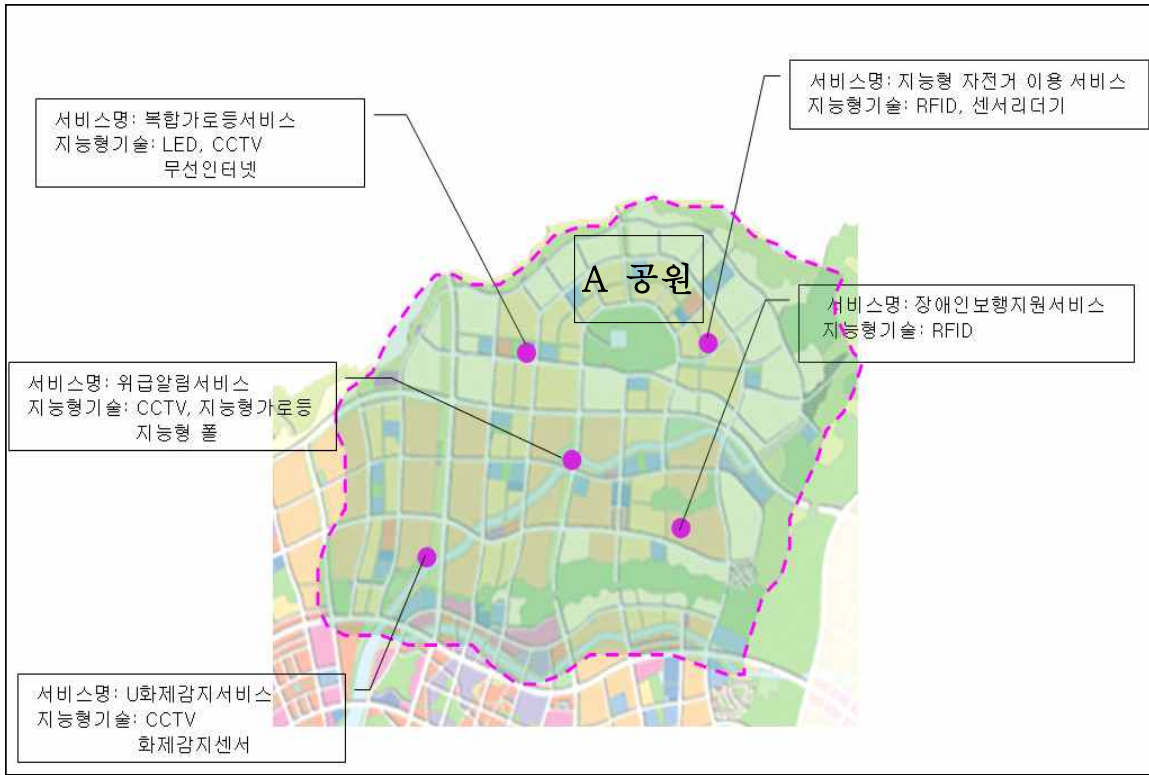 서비스명: 지능형 자전거 이용 서비스
지능형기술: RFID, 센서리더기
서비스명: 복합가로등서비스
지능형기술: LED, CCTV
무선인터넷
A 공원
서비스명: 장애인보행지원서비스
지능형기술: RFID
서비스명: 위급알림서비스
지능형기술: CCTV, 지능형가로등
지능형 폴
서비스명: U화제감지서비스
지능형기술: CCTV
화제감지센서